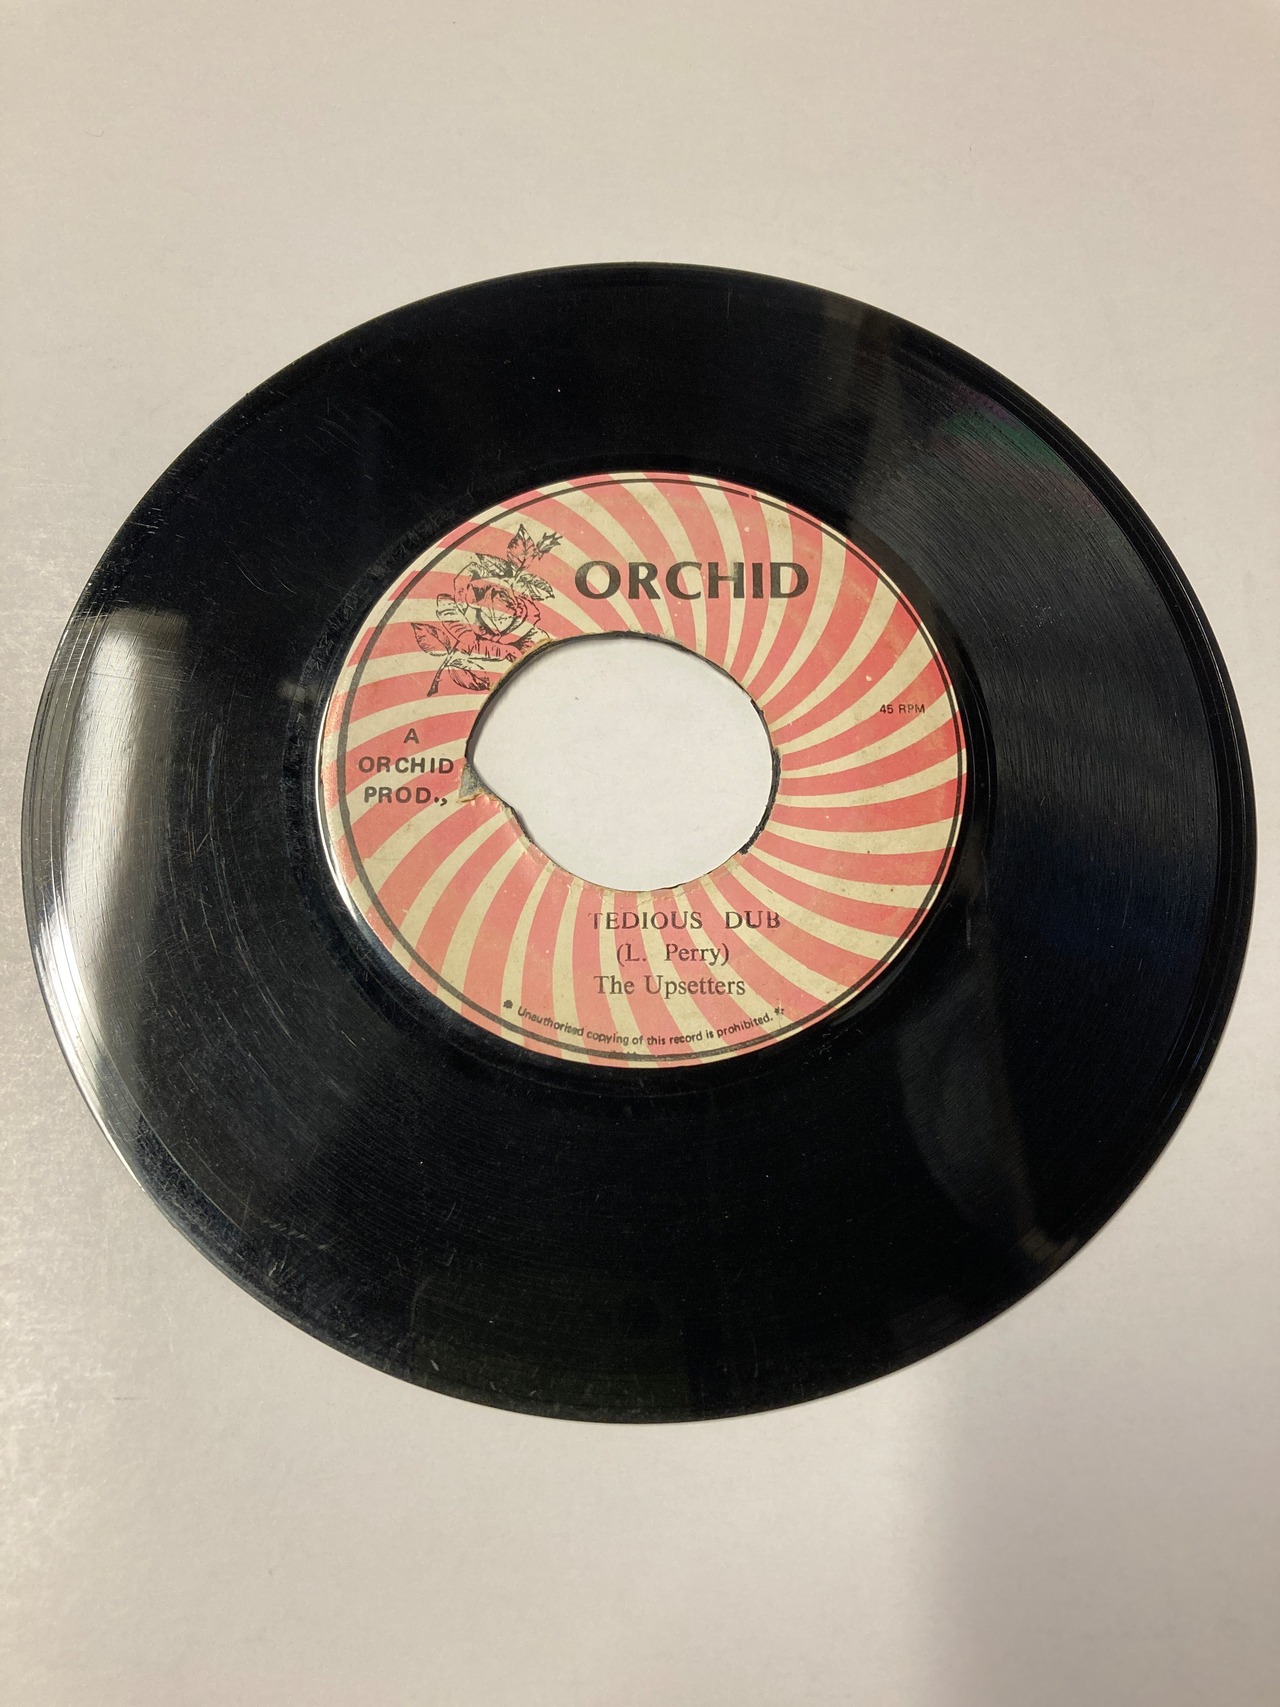 ORCHID
45 RPM
A
ORCHID
PROD.,
TEDIOUS DUB
(L. Perry)
The Upsetters
* Unauthorised copying of this record is prohibited. *